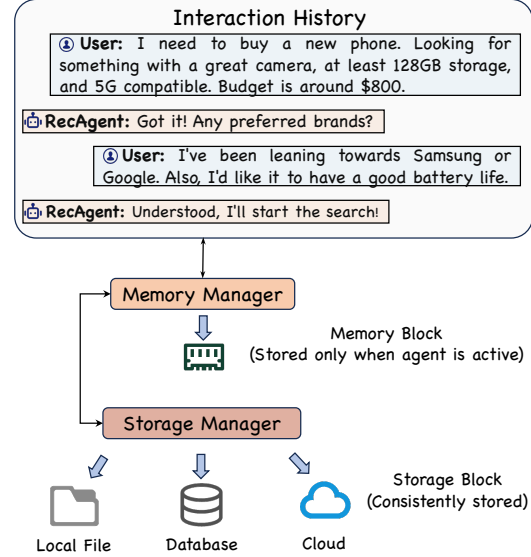 Interaction History
User: I need to buy a new phone. Looking for
something with a great camera, at least 128GB storage,
and 5G compatible. Budget is around $800.
RecAgent: Got it! Any preferred brands?
User: I've been leaning towards Samsung or
Google. Also, I'd like it to have a good battery life.
RecAgent: Understood, I'll start the search!
Memory Manager
Memory Block
(Stored only when agent is active)
Storage Manager
Storage Block
(Consistently stored)
Local File
Database
Cloud